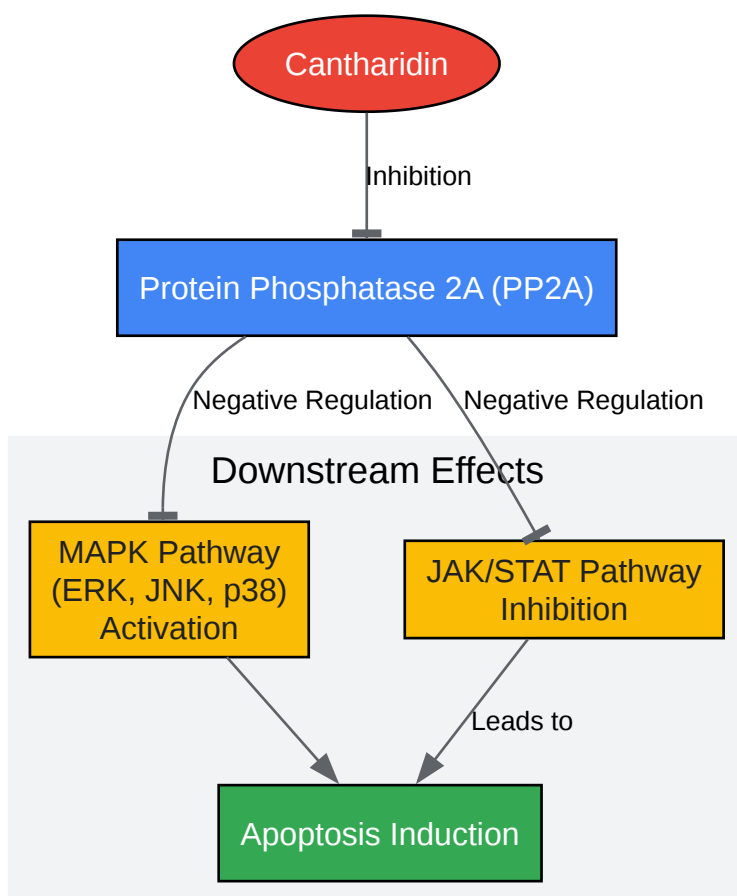 Cantharidin
Inhibition
Protein Phosphatase 2A (PP2A)
Negative Regulation
Negative Regulation
Downstream Effects
MAPK Pathway
(ERK, JNK, p38)
Activation
JAK/STAT Pathway
Inhibition
Leads to
Apoptosis Induction